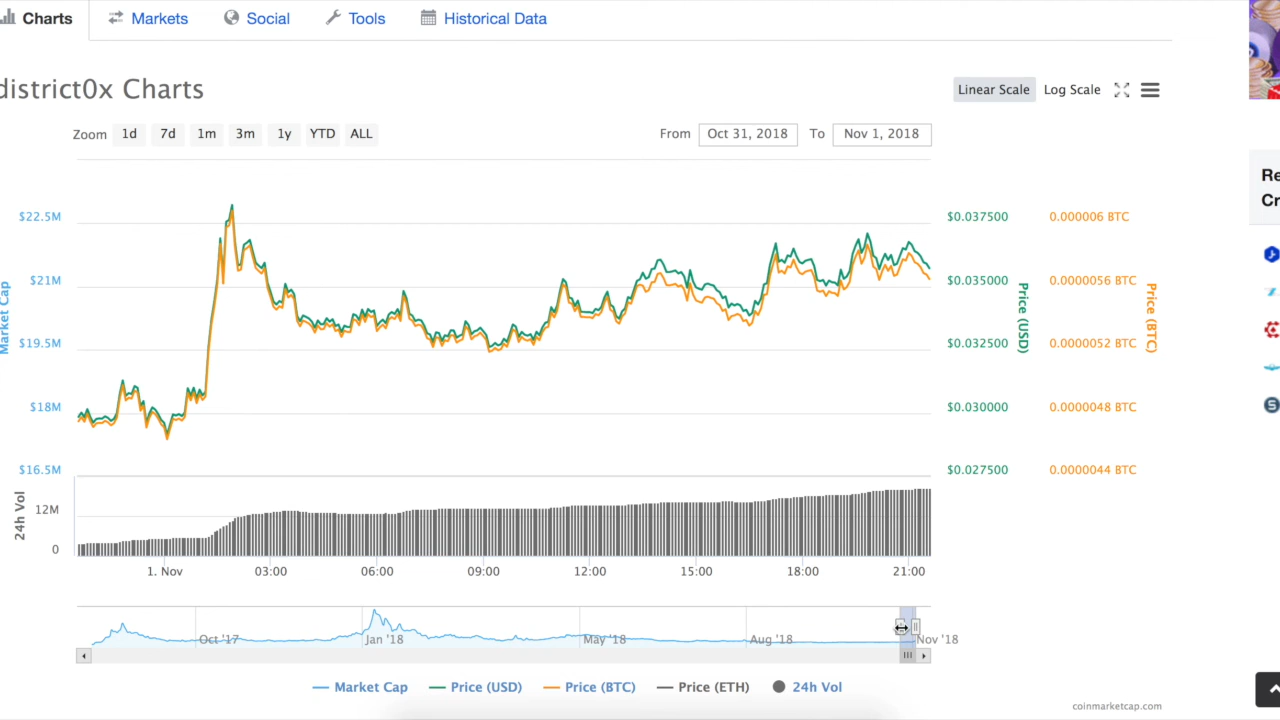 Charts Markets Social Tools Historical Data
district0x Charts
Linear Scale Log Scale
Zoom 1d 7d 1m 3m 1y YTD ALL
From Oct 31, 2018 To Nov 1, 2018
Re
Cr
$22.5M $0.037500 0.000006 BTC
$21M $0.035000 0.0000056 BTC
Market Cap
Price (USD)
Price (BTC)
$19.5M $0.032500 0.0000052 BTC
$18M $0.030000 0.0000048 BTC
$16.5M $0.027500 0.0000044 BTC
24h Vol
12M
0
1. Nov 03:00 06:00 09:00 12:00 15:00 18:00 21:00
Oct '17 Jan '18 May '18 Aug '18 Nov '18
Market Cap Price (USD) Price (BTC) Price (ETH) 24h Vol
coinmarketcap.com